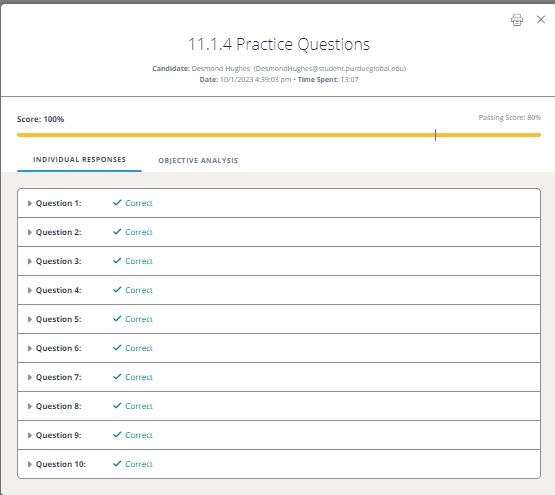 11.1.4 Practice Questions
Candidate: Desmond Hughes (DesmondHughes@student.purdueglobal.edu)
Date: 10/1/2023 4:39:03 pm • Time Spent: 13:07
Score: 100%
Passing Score: 80%
INDIVIDUAL RESPONSES
OBJECTIVE ANALYSIS
Question 1: Correct
Question 2: Correct
Question 3: Correct
Question 4: Correct
Question 5: Correct
Question 6: Correct
Question 7: Correct
Question 8: Correct
Question 9: Correct
Question 10: Correct